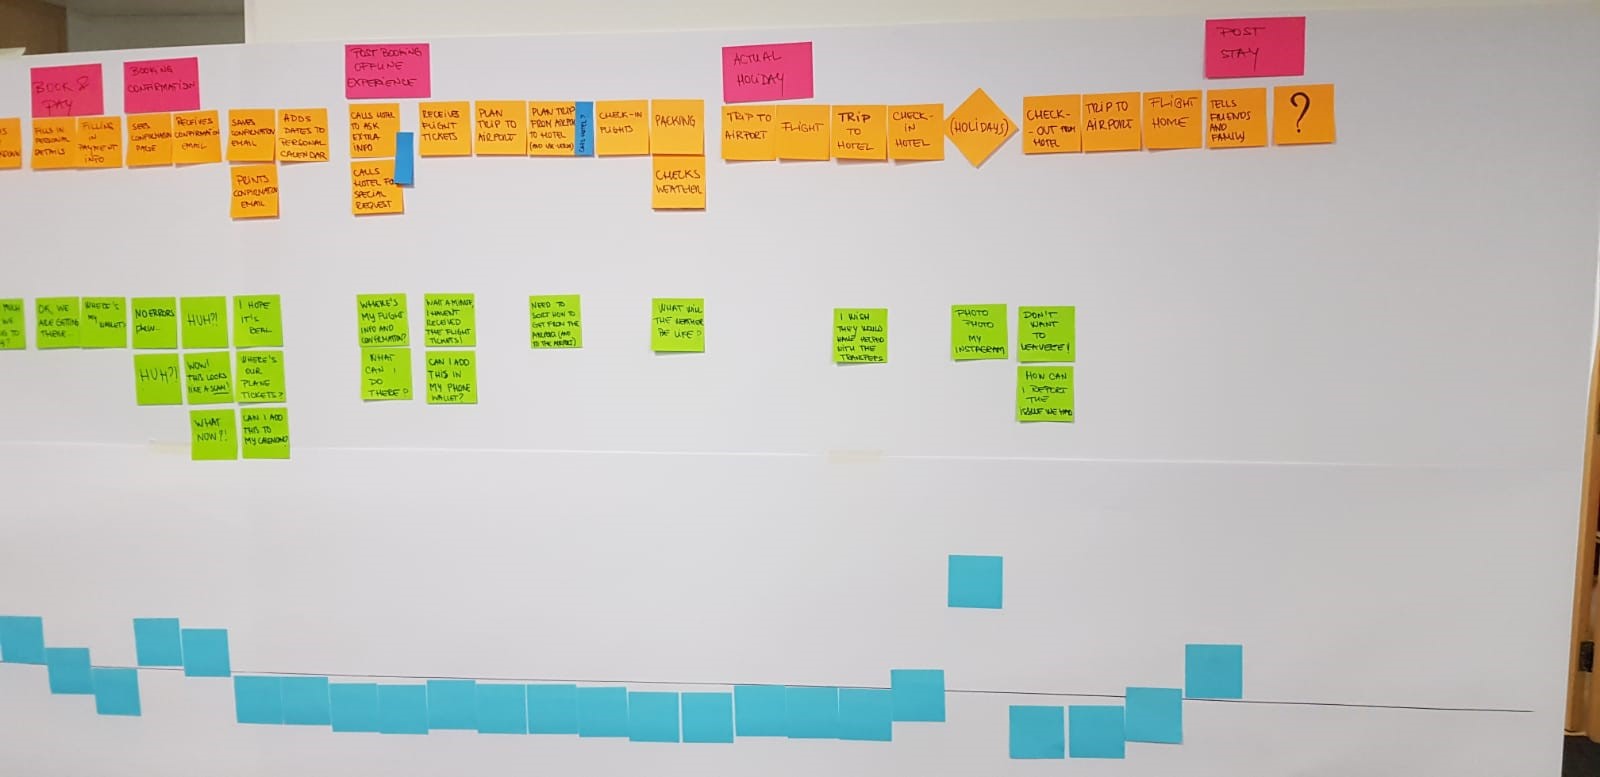 BOOK &
PAY
BOOKING
CONFIRMATION
POST BOOKING
OFFLINE
EXPERIENCE
ACTUAL
HOLIDAY
POST
STAY
FILLS IN
PERSONAL
DETAILS
FILLING
IN
PAYMENT
INFO
SEES
CONFIRMATION
PAGE
RECEIVES
CONFIRMATION
EMAIL
SAVES
CONFIRMATION
EMAIL
ADDS
DATES TO
PERSONAL
CALENDAR
PRINTS
CONFIRMATION
EMAIL
CALLS HOTEL
TO ASK
EXTRA
INFO
CALLS
HOTEL FOR
SPECIAL
REQUEST
RECEIVES
FLIGHT
TICKETS
PLAN
TRIP TO
AIRPORT
PLAN TRIP
FROM AIRPORT
TO HOTEL
CHECK-IN
FLIGHTS
PACKING
CHECKS
WEATHER
TRIP TO
AIRPORT
FLIGHT
TRIP
TO
HOTEL
CHECK-
IN
HOTEL
(HOLIDAYS)
CHECK-
-OUT FROM
HOTEL
TRIP TO
AIRPORT
FLIGHT
HOME
TELLS
FRIENDS
AND
FAMILY
?
MUCH
WE
TO
?
OK, WE
ARE GETTING
THERE...
WHERE'S
MY
WALLET?
NO ERRORS
PHEW...
HUH?!
I HOPE
IT'S
REAL
HUH?!
WOW!
THIS LOOKS
LIKE A SCAM!
WHERE'S
OUR
PLANE
TICKETS?
WHAT
NOW?!
CAN I ADD
THIS TO
MY CALENDAR?
WHERE'S
MY FLIGHT
INFO AND
CONFIRMATION?
WAIT A MINUTE,
I HAVEN'T
RECEIVED
THE FLIGHT
TICKETS!
WHAT
CAN I
DO
THERE?
CAN I ADD
THIS IN
MY PHONE
WALLET?
NEED TO
SORT HOW TO
GET FROM THE
AIRPORT (AND
TO THE AIRPORT)
WHAT WILL
THE WEATHER
BE LIKE?
I WISH
THEY WOULD
HAVE HELPED
WITH THE
TRANSFERS
PHOTO
PHOTO
MY
INSTAGRAM
DON'T
WANT
TO
LEAVE!
HOW CAN
I REPORT
THE
ISSUE WE HAD